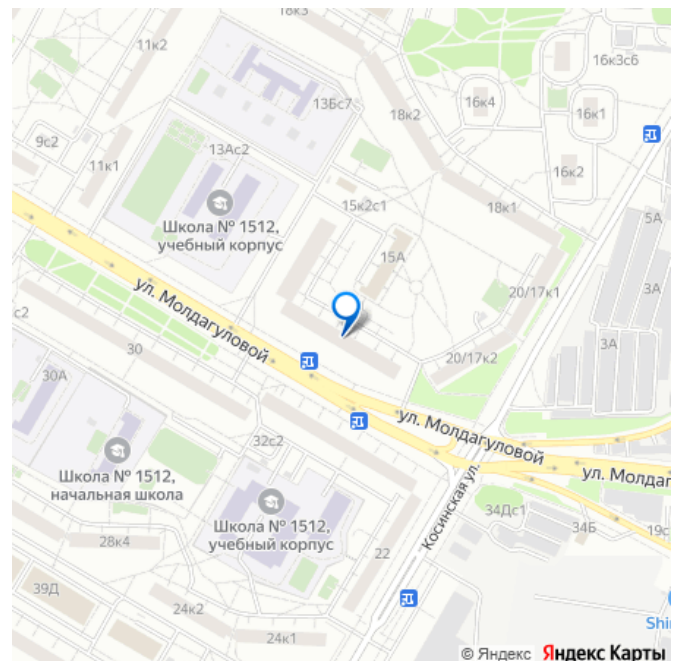 18к3
11к2
16к3с6
13Бс7
16к4
16к1
18к2
9с2
13Ас2
11к1
16к2
Школа № 1512,
учебный корпус
15к2с1
18к1
5А
15А
3А
20/17к1
ул. Молдагуловой
с2
30
3А
20/17к2
30А
ул. Молдагуловой
32с2
Школа № 1512,
начальная школа
ул. Молдаг
Косинская ул.
34Дс1
Школа № 1512,
учебный корпус
34Б
19с
28к4
22
39Д
24к2
Shi
24к1
© Яндекс Яндекс Карты